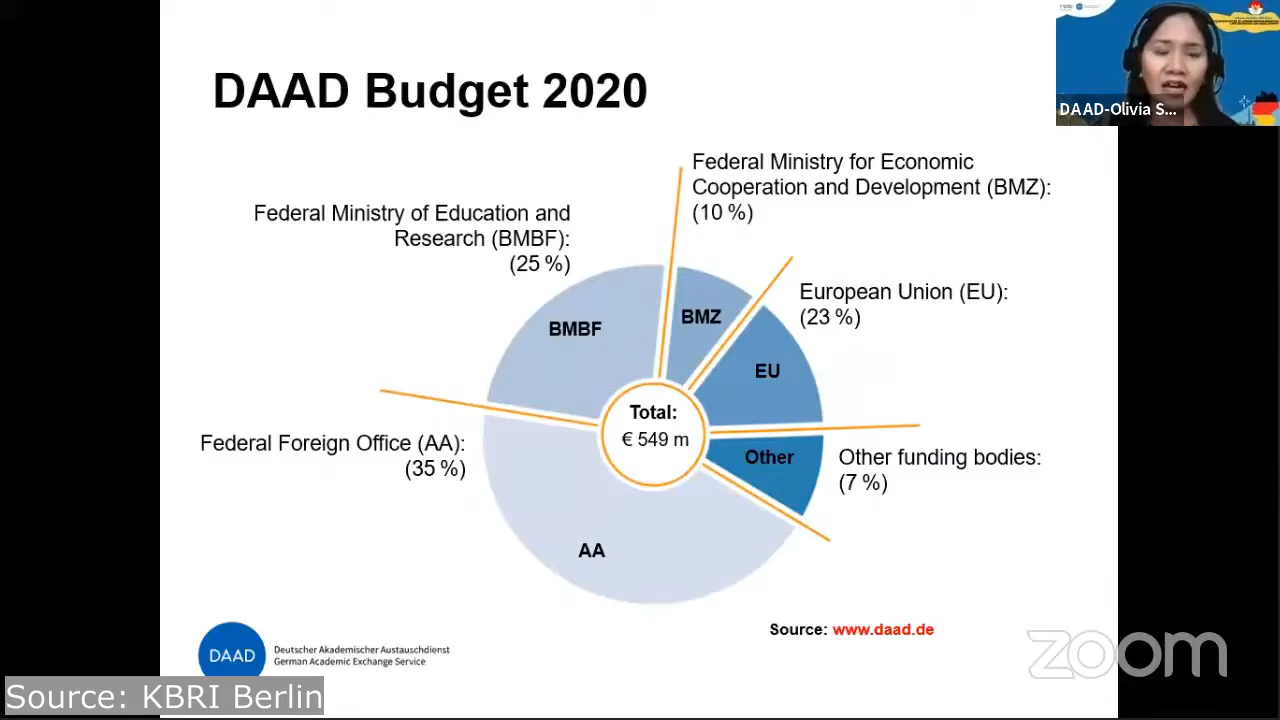 DAAD Budget 2020
DAAD-Olivia S...
Federal Ministry for Economic
Cooperation and Development (BMZ):
(10 %)
Federal Ministry of Education and
Research (BMBF):
(25 %)
European Union (EU):
(23 %)
BMBF
BMZ
EU
Total:
€ 549 m
Federal Foreign Office (AA):
(35 %)
Other
Other funding bodies:
(7 %)
AA
Source: www.daad.de
DAAD
Deutscher Akademischer Austauschdienst
German Academic Exchange Service
zoom
Source: KBRI Berlin